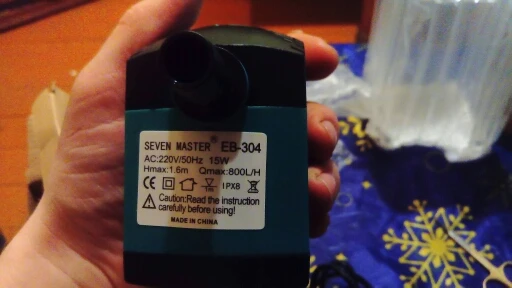 SEVEN MASTER® EB-304
AC:220V/50Hz 15W
Hmax:1.6m Qmax:800L/H
CE IPX8
Caution:Read the instruction
carefully before using!
MADE IN CHINA